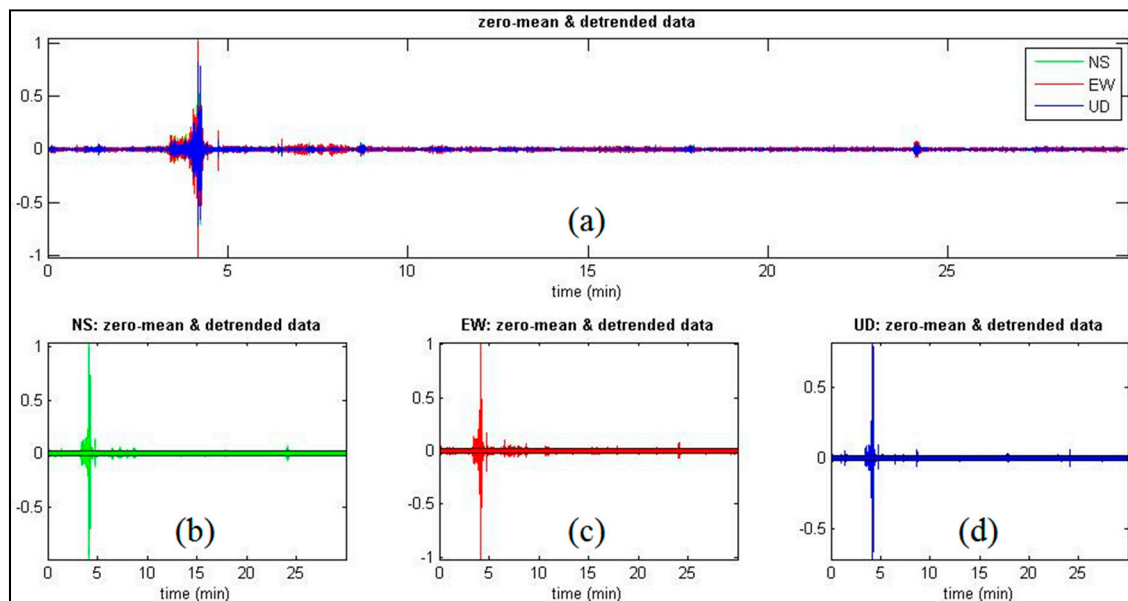 zero-mean & detrended data
1
0.5
0
-0.5
-1
NS
EW
UD
(a)
0 5 10 15 20 25
time (min)
NS: zero-mean & detrended data
1
0.5
0
-0.5
(b)
0 5 10 15 20 25
time (min)
EW: zero-mean & detrended data
1
0.5
0
-0.5
-1
(c)
0 5 10 15 20 25
time (min)
UD: zero-mean & detrended data
0.5
0
-0.5
(d)
0 5 10 15 20 25
time (min)